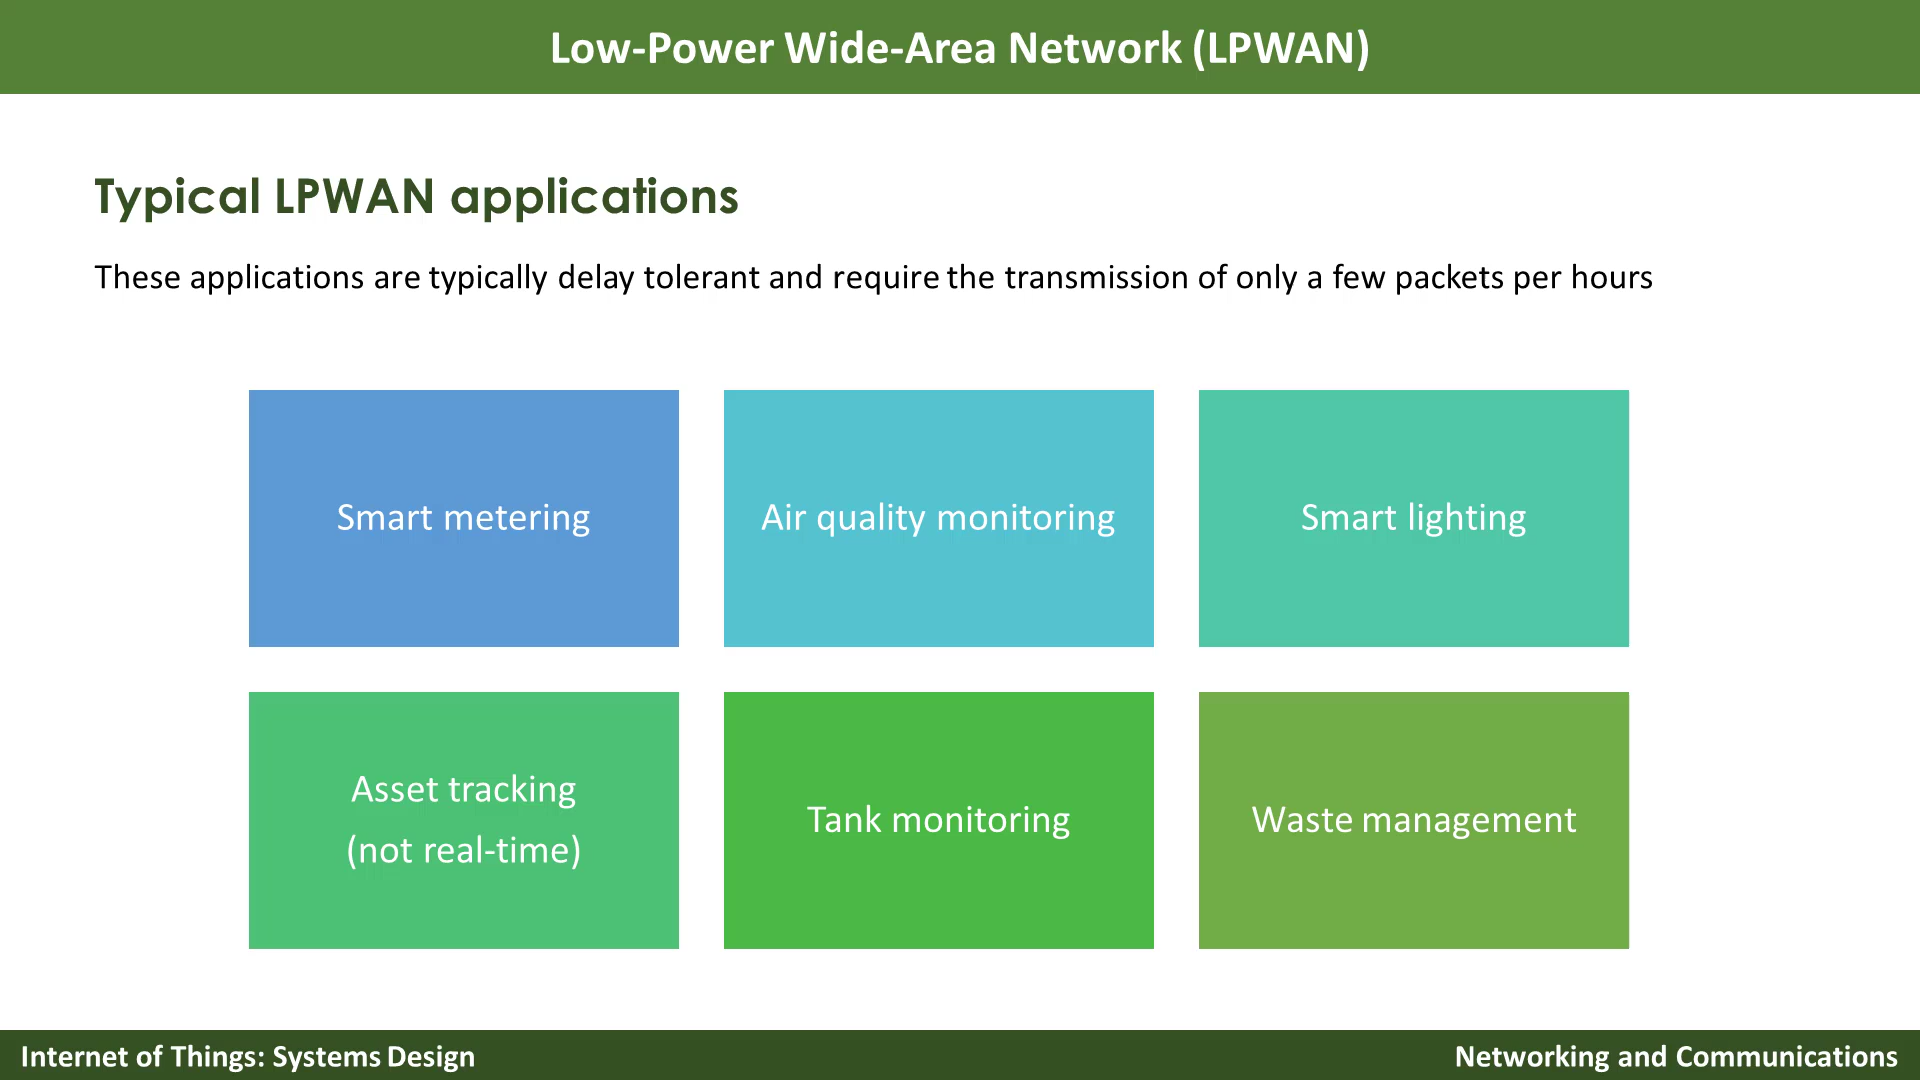 Low-Power Wide-Area Network (LPWAN)
Typical LPWAN applications
These applications are typically delay tolerant and require the transmission of only a few packets per hours
Smart metering
Air quality monitoring
Smart lighting
Asset tracking
(not real-time)
Tank monitoring
Waste management
Internet of Things: Systems Design
Networking and Communications